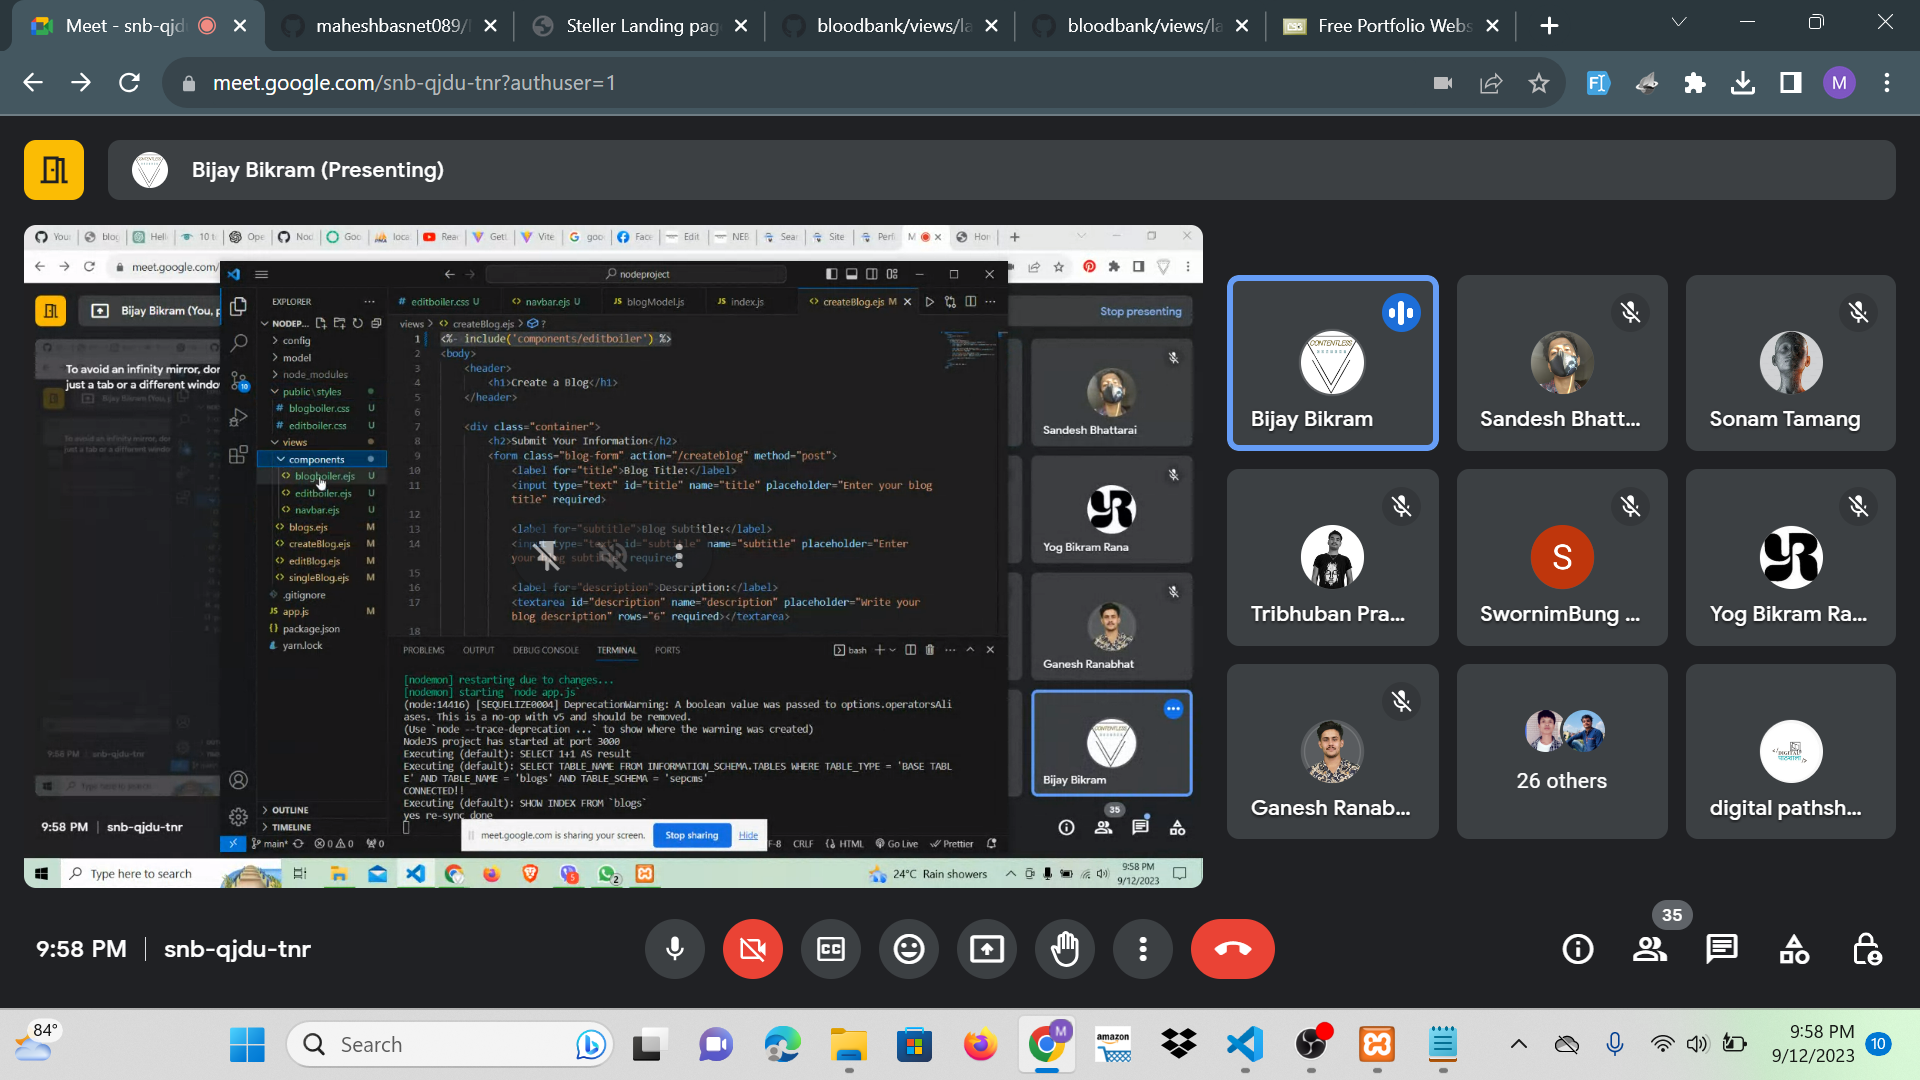 Meet - snb-qjd
maheshbasnet089/
Steller Landing pag
bloodbank/views/la
bloodbank/views/la
Free Portfolio Webs
meet.google.com/snb-qjdu-tnr?authuser=1
M
Bijay Bikram (Presenting)
meet.google.com/
nodeproject
Bijay Bikram (You, p
Stop presenting
EXPLORER
NODEP...
config
model
node_modules
public\styles
# blogboiler.css U
# editboiler.css U
views
components
<> blogboiler.ejs U
<> editboiler.ejs U
<> navbar.ejs U
<> blogs.ejs M
<> createBlog.ejs M
<> editBlog.ejs M
<> singleBlog.ejs M
.gitignore
JS app.js M
{} package.json
yarn.lock
OUTLINE
TIMELINE
# editboiler.css U
<> navbar.ejs U
JS blogModel.js
JS index.js
<> createBlog.ejs M
views > <> createBlog.ejs > ?
1 <%- include('components/editboiler') %>
2 <body>
3 <header>
4 <h1>Create a Blog</h1>
5 </header>
6
7 <div class="container">
8 <h2>Submit Your Information</h2>
9 <form class="blog-form" action="/createblog" method="post">
10 <label for="title">Blog Title:</label>
11 <input type="text" id="title" name="title" placeholder="Enter your blog
title" required>
12
13 <label for="subtitle">Blog Subtitle:</label>
14 <input type="text" id="subtitle" name="subtitle" placeholder="Enter
your blog subtitle" required>
15
16 <label for="description">Description:</label>
17 <textarea id="description" name="description" placeholder="Write your
blog description" rows="6" required></textarea>
18
PROBLEMS OUTPUT DEBUG CONSOLE TERMINAL PORTS
bash
[nodemon] restarting due to changes...
[nodemon] starting `node app.js`
(node:14416) [SEQUELIZE0004] DeprecationWarning: A boolean value was passed to options.operatorsAli
ases. This is a no-op with v5 and should be removed.
(Use `node --trace-deprecation ...` to show where the warning was created)
NodeJS project has started at port 3000
Executing (default): SELECT 1+1 AS result
Executing (default): SELECT TABLE_NAME FROM INFORMATION_SCHEMA.TABLES WHERE TABLE_TYPE = 'BASE TABL
E' AND TABLE_NAME = 'blogs' AND TABLE_SCHEMA = 'sepcms'
CONNECTED!!
Executing (default): SHOW INDEX FROM `blogs`
yes re-sync done
meet.google.com is sharing your screen. Stop sharing Hide
main* 0 0 0 CRLF HTML Go Live Prettier
To avoid an infinity mirror, don
just a tab or a different windo
9:58 PM | snb-qjdu-tnr
Sandesh Bhattarai
Yog Bikram Rana
Ganesh Ranabhat
Bijay Bikram
35
Type here to search
24°C Rain showers
9:58 PM
9/12/2023
Bijay Bikram
Sandesh Bhatt...
Sonam Tamang
Tribhuban Pra...
S
SwornimBung ...
Yog Bikram Ra...
Ganesh Ranab...
26 others
digital pathsh...
9:58 PM | snb-qjdu-tnr
CC
35
84°
Search
M
amazon
9:58 PM
9/12/2023
10